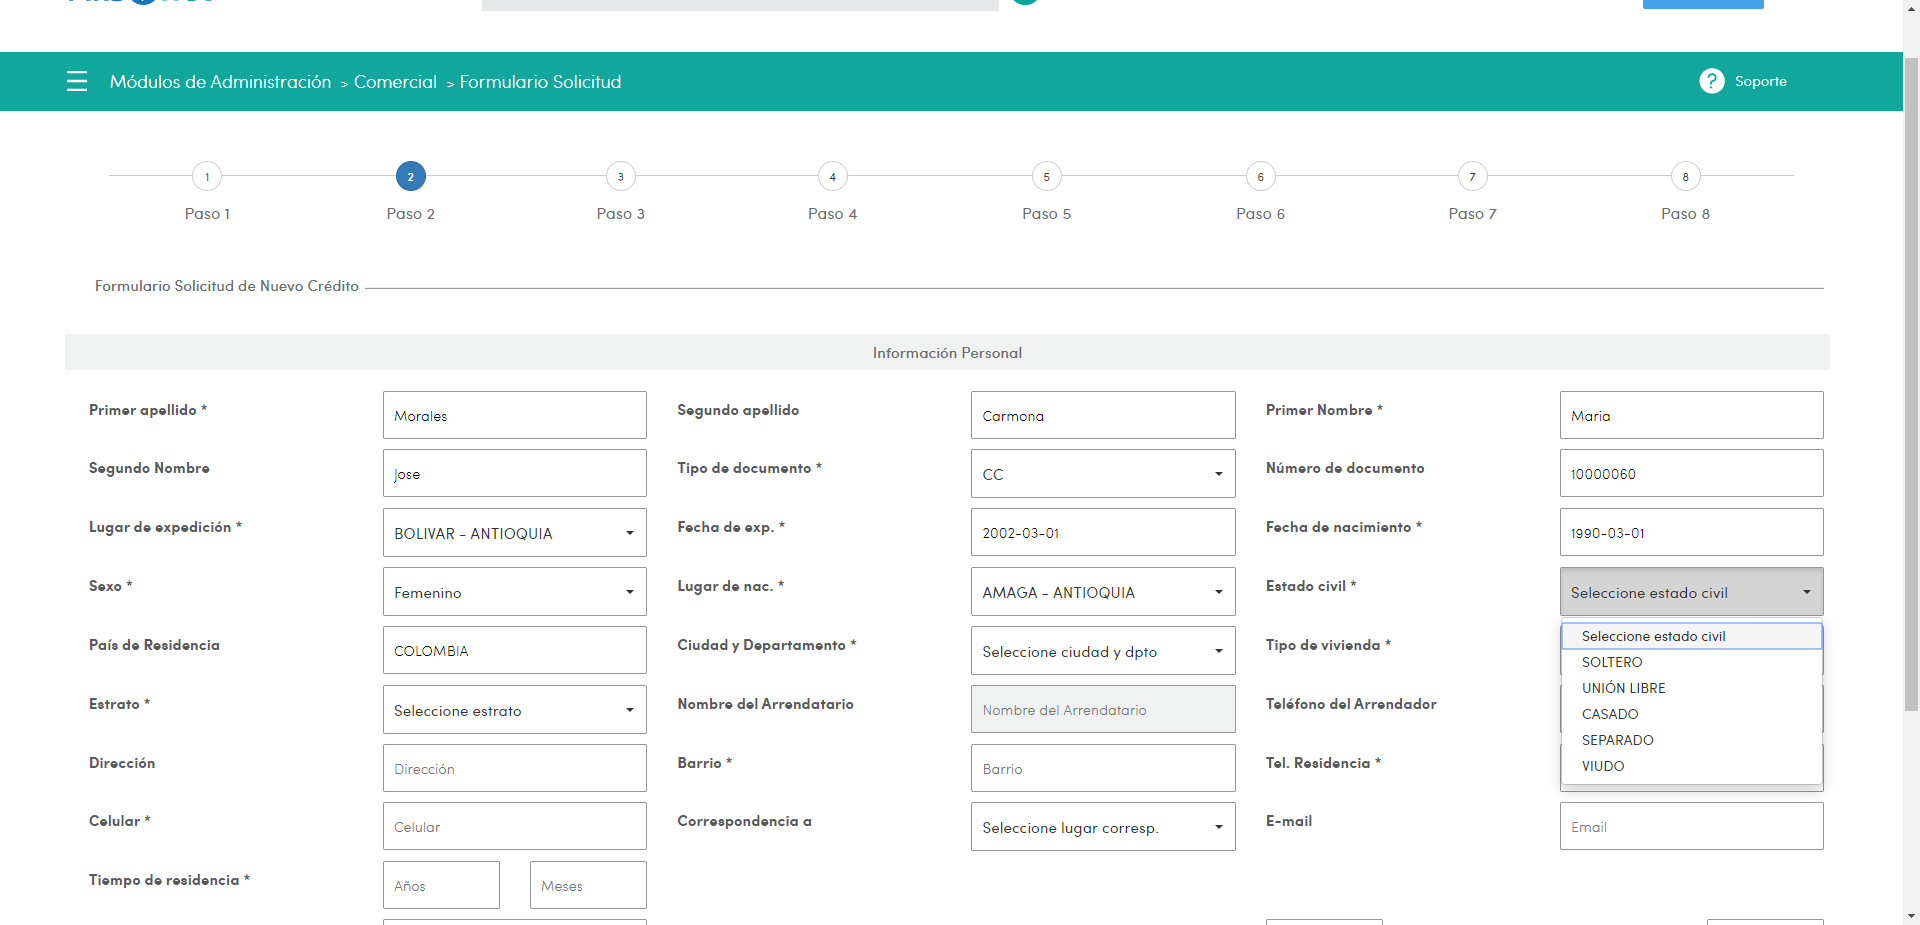 Módulos de Administración > Comercial > Formulario Solicitud
? Soporte
1 2 3 4 5 6 7 8
Paso 1 Paso 2 Paso 3 Paso 4 Paso 5 Paso 6 Paso 7 Paso 8
Formulario Solicitud de Nuevo Crédito
Información Personal
Primer apellido * Morales Segundo apellido Carmona Primer Nombre * Maria
Segundo Nombre Jose Tipo de documento * CC Número de documento 10000060
Lugar de expedición * BOLIVAR - ANTIOQUIA Fecha de exp. * 2002-03-01 Fecha de nacimiento * 1990-03-01
Sexo * Femenino Lugar de nac. * AMAGA - ANTIOQUIA Estado civil * Seleccione estado civil
Seleccione estado civil
SOLTERO
UNIÓN LIBRE
CASADO
SEPARADO
VIUDO
País de Residencia COLOMBIA Ciudad y Departamento * Seleccione ciudad y dpto Tipo de vivienda *
Estrato * Seleccione estrato Nombre del Arrendatario Nombre del Arrendatario Teléfono del Arrendador
Dirección Dirección Barrio * Barrio Tel. Residencia *
Celular * Celular Correspondencia a Seleccione lugar corresp. E-mail Email
Tiempo de residencia * Años Meses